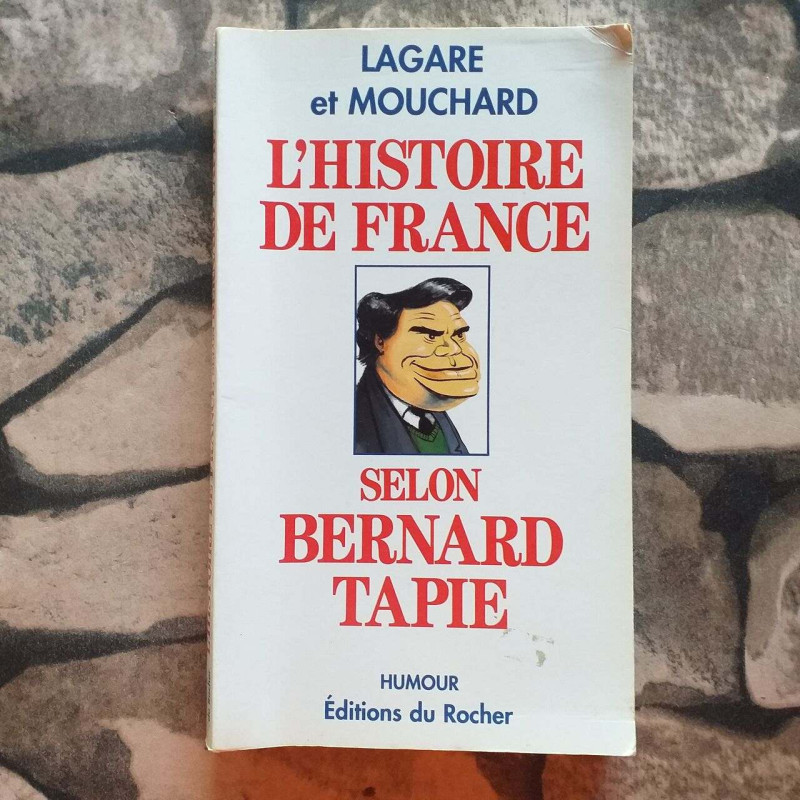 LAGARE
et MOUCHARD
L'HISTOIRE
DE FRANCE
SELON
BERNARD
TAPIE
HUMOUR
Éditions du Rocher